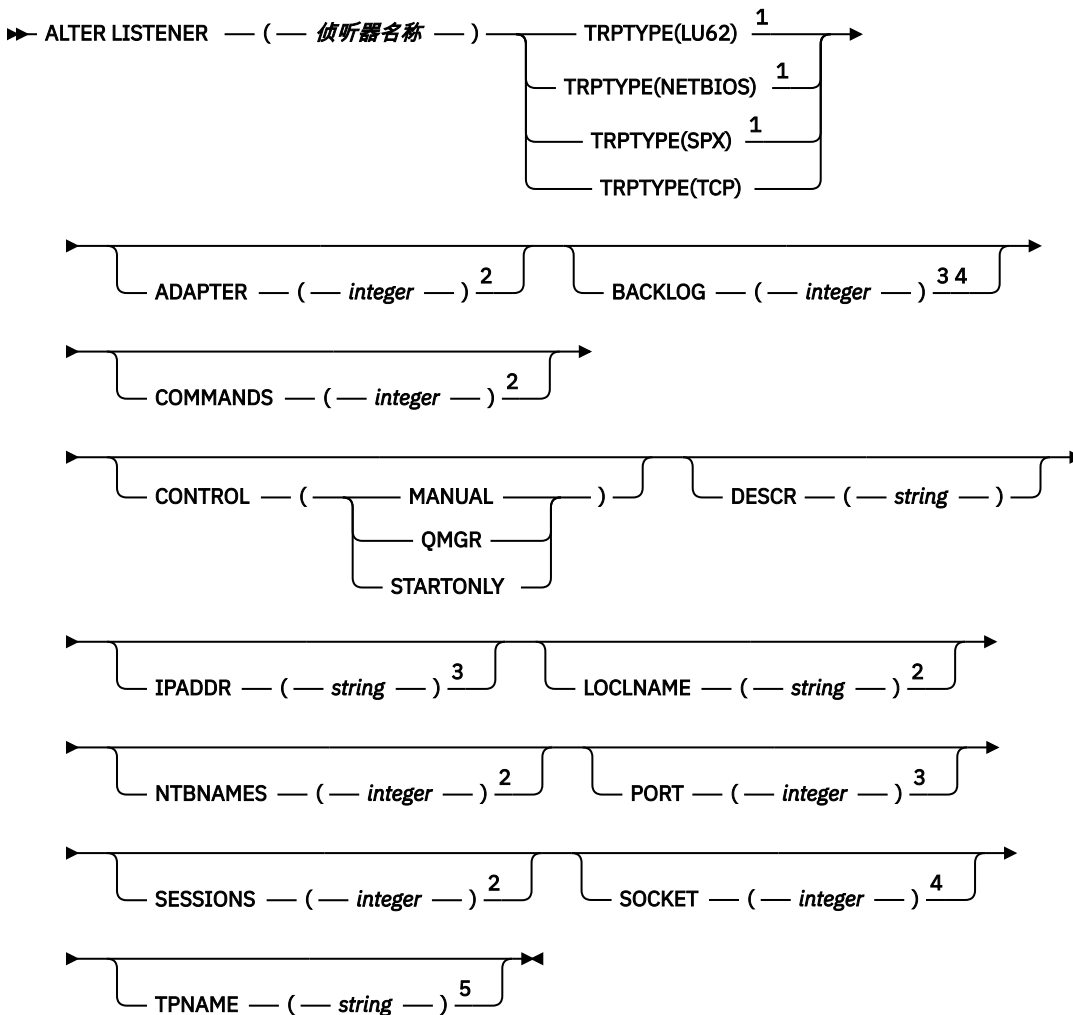 ALTER LISTENER ( 侦听器名称 ) TRPTYPE(LU62) 1
TRPTYPE(NETBIOS) 1
TRPTYPE(SPX) 1
TRPTYPE(TCP)
ADAPTER ( integer ) 2 BACKLOG ( integer ) 3 4
COMMANDS ( integer ) 2
CONTROL ( MANUAL ) DESCR ( string )
QMGR
STARTONLY
IPADDR ( string ) 3 LOCLNAME ( string ) 2
NTBNAMES ( integer ) 2 PORT ( integer ) 3
SESSIONS ( integer ) 2 SOCKET ( integer ) 4
TPNAME ( string ) 5